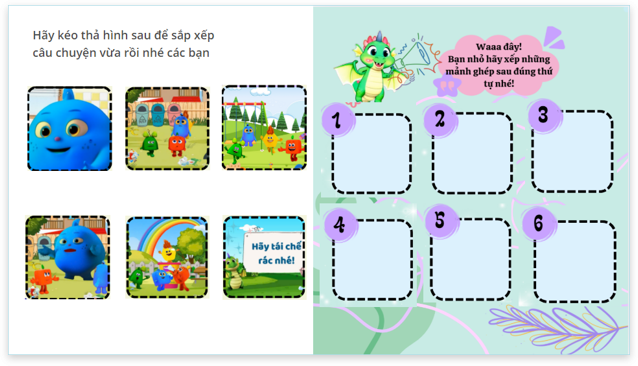 Hãy kéo thả hình sau để sắp xếp
câu chuyện vừa rồi nhé các bạn
Hãy tái chế
rác nhé!
Waaa đây!
Bạn nhỏ hãy xếp những
mảnh ghép sau đúng thứ
tự nhé!
1
2
3
4
5
6